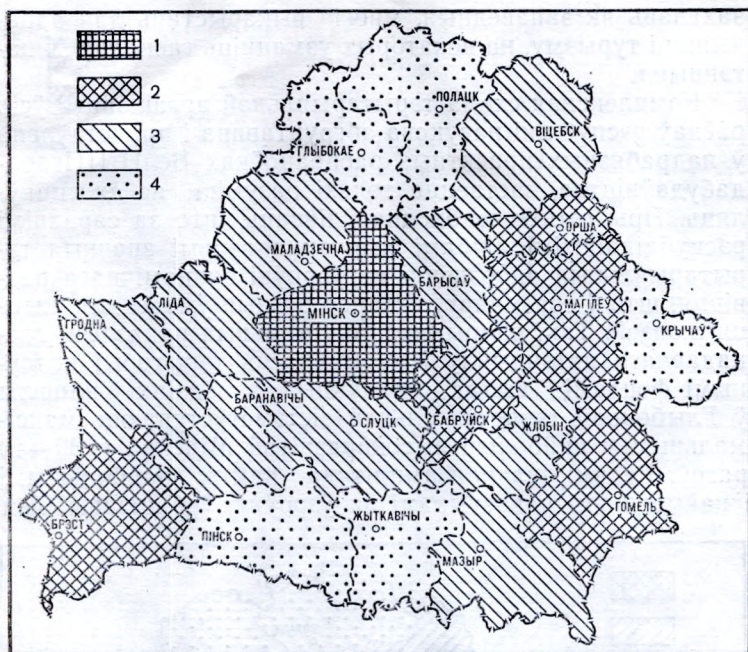 1
2
3
4
ПОЛАЦК
ВІЦЕБСК
ГЛЫБОКАЕ
ОРША
МАЛАДЗЕЧНА
БАРЫСАЎ
ЛІДА
МІНСК
МАГІЛЕЎ
КРЫЧАЎ
ГРОДНА
БАРАНАВІЧЫ
СЛУЦК
БАБРУЙСК
ЖЛОБІН
ГОМЕЛЬ
БРЭСТ
ПІНСК
ЖЫТКАВІЧЫ
МАЗЫР